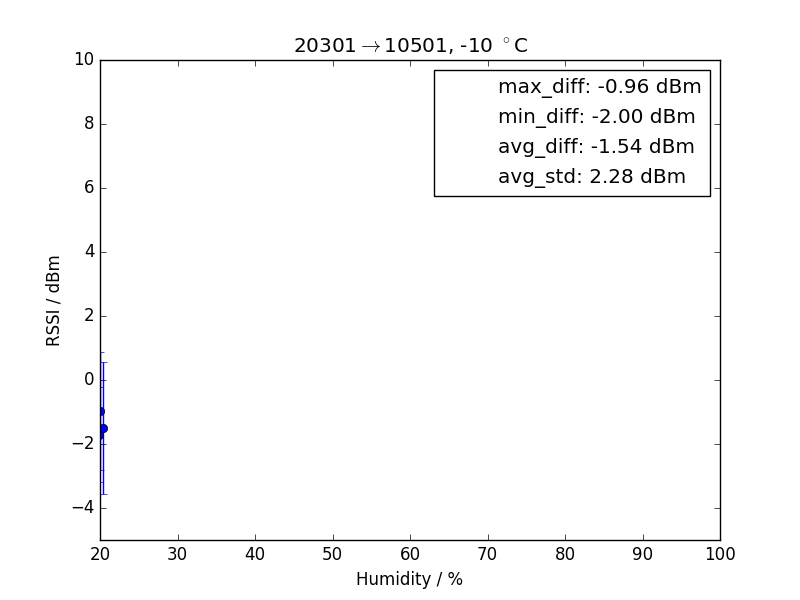 20301→10501, -10 °C
max_diff: -0.96 dBm
min_diff: -2.00 dBm
avg_diff: -1.54 dBm
avg_std: 2.28 dBm
10
8
6
4
2
0
−2
−4
RSSI / dBm
20 30 40 50 60 70 80 90 100
Humidity / %